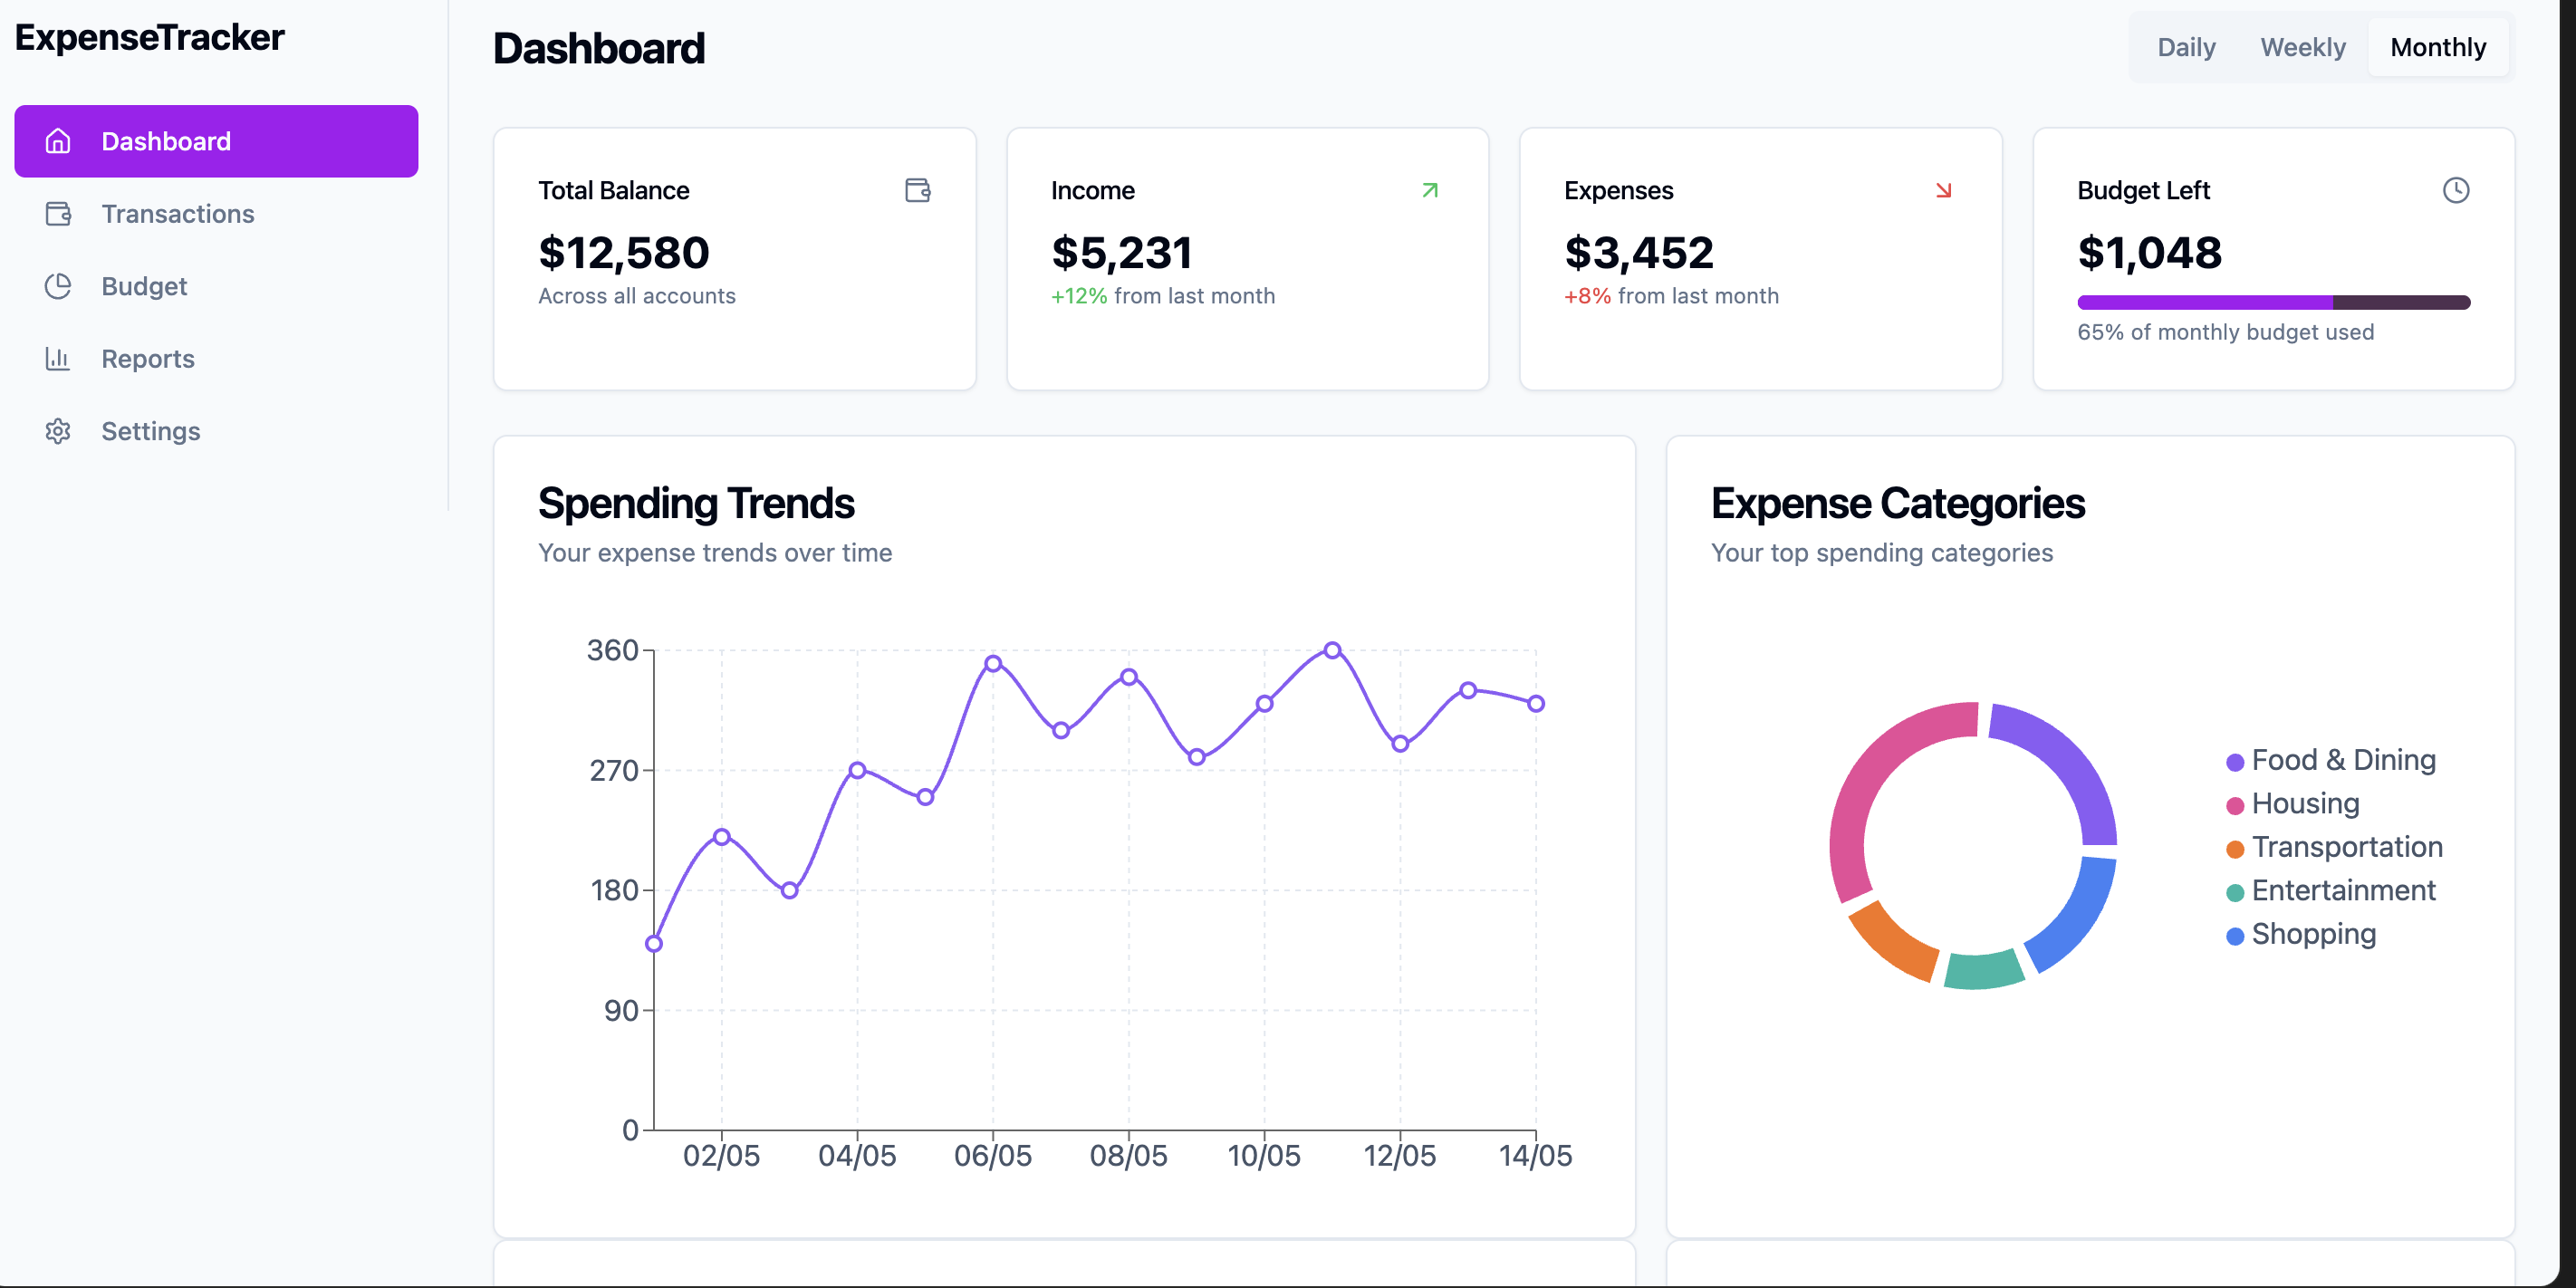 ExpenseTracker
Dashboard
Transactions
Budget
Reports
Settings
Dashboard
Daily Weekly Monthly
Total Balance
$12,580
Across all accounts
Income
$5,231
+12% from last month
Expenses
$3,452
+8% from last month
Budget Left
$1,048
65% of monthly budget used
Spending Trends
Your expense trends over time
360
270
180
90
0
02/05 04/05 06/05 08/05 10/05 12/05 14/05
Expense Categories
Your top spending categories
Food & Dining
Housing
Transportation
Entertainment
Shopping